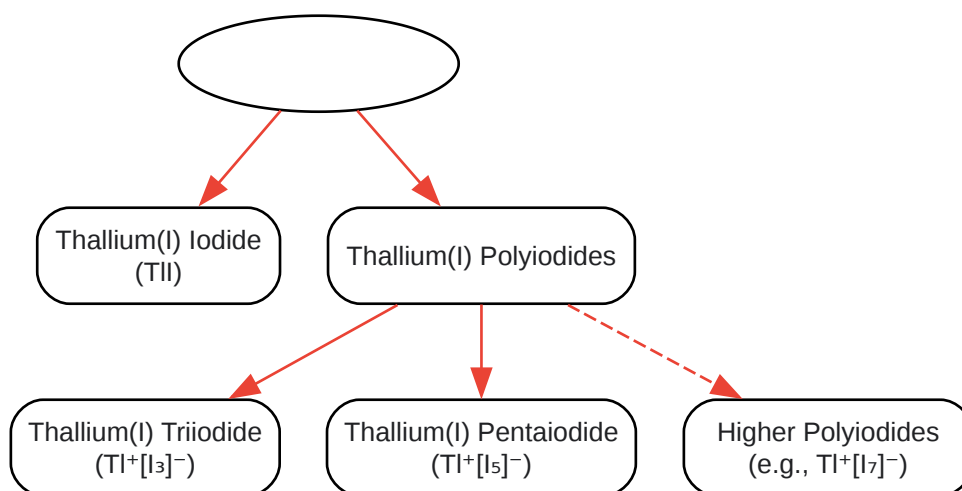 Thallium(I) Iodide
(TlI)
Thallium(I) Polyiodides
Thallium(I) Triiodide
(Tl⁺[I₃]⁻)
Thallium(I) Pentaiodide
(Tl⁺[I₅]⁻)
Higher Polyiodides
(e.g., Tl⁺[I₇]⁻)